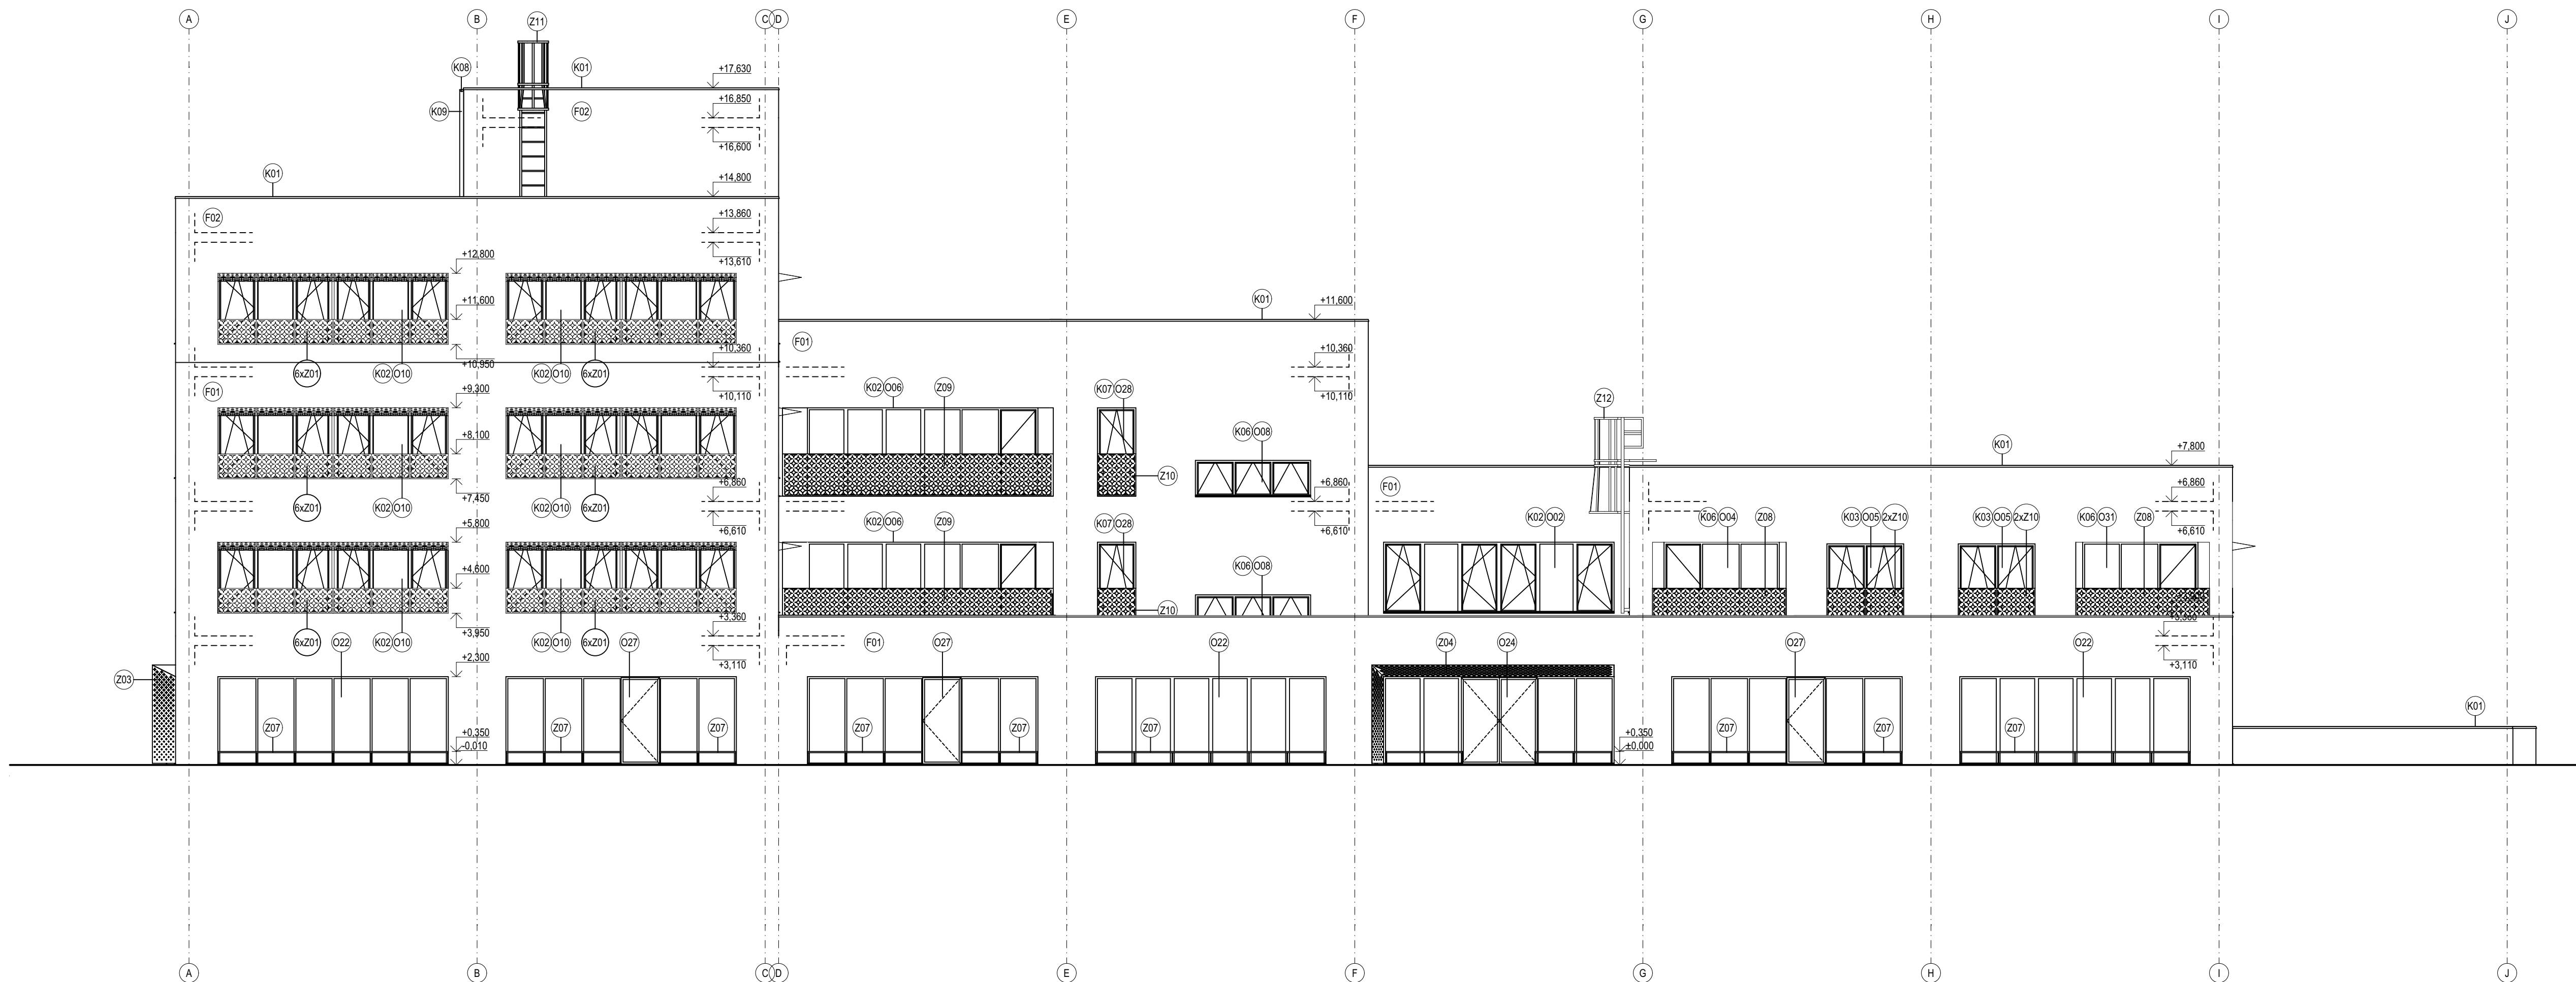 A B C D E F G H I J
Z11
K08 K01 +17,630
K09 F02 +16,850
+16,600
K01 +14,800
F02 +13,860
+13,610
+12,800
+11,600 K01 +11,600
F01
+10,360 +10,360
+10,950
6xZ01 K02 O10 K02 O10 6xZ01
F01 +9,300 +10,110 K02 O06 Z09 K07 O28 +10,110 Z12
+8,100 K06 O08 K01 +7,800
Z10
+6,860 +6,860 F01 +6,860
+7,450
6xZ01 K02 O10 K02 O10 6xZ01
K02 O06 Z09 K07 O28 K02 O02 K06 O04 Z08 K03 O05 2xZ10 K03 O05 2xZ10 K06 O31 Z08
+5,800 +6,610 +6,610 +6,610
+4,600 K06 O08
Z10
+3,360
+3,950
6xZ01 O22 K02 O10 K02 O10 6xZ01 O27 F01 O27 O22 Z04 O24 O27 O22
+2,300 +3,110 +3,110
Z03
K01
Z07 Z07 Z07 Z07 Z07 Z07 Z07 Z07 Z07
+0,350 +0,350
-0,010 ±0,000
A B C D E F G H I J